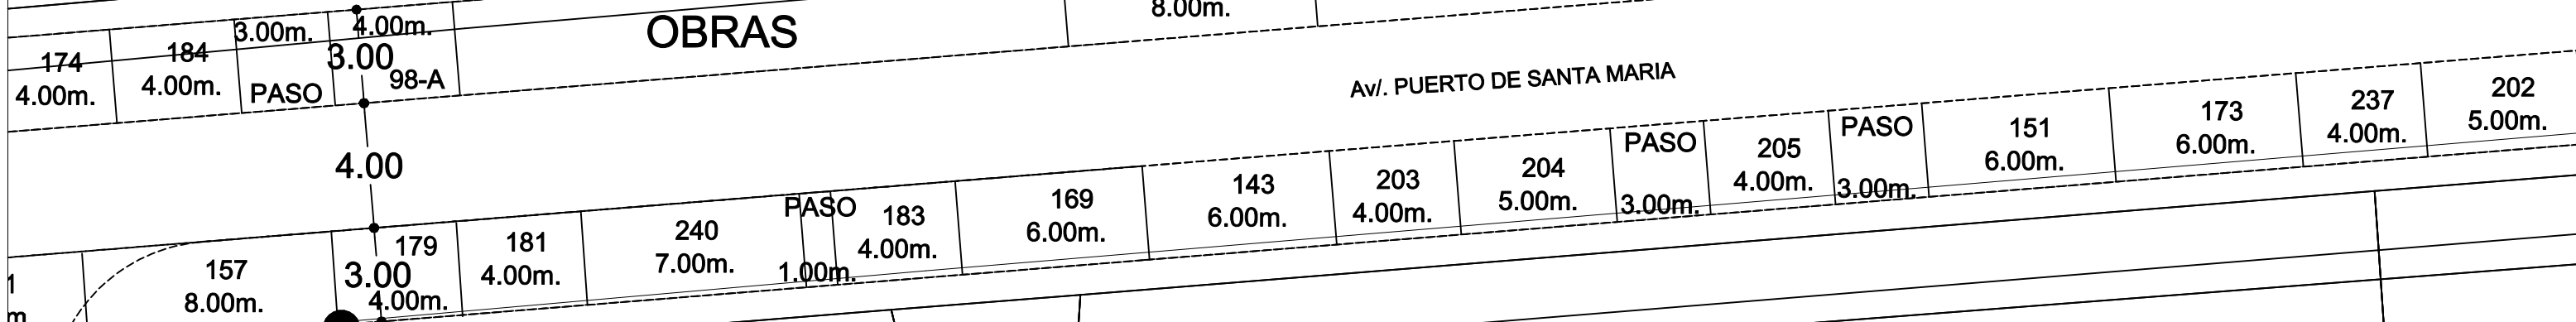 3.00m.
4.00m.
OBRAS
8.00m.
174
4.00m.
184
4.00m.
PASO
3.00
98-A
Av/. PUERTO DE SANTA MARIA
4.00
157
8.00m.
179
3.00
4.00m.
181
4.00m.
240
7.00m.
PASO
1.00m.
183
4.00m.
169
6.00m.
143
6.00m.
203
4.00m.
204
5.00m.
PASO
3.00m.
205
4.00m.
PASO
3.00m.
151
6.00m.
173
6.00m.
237
4.00m.
202
5.00m.